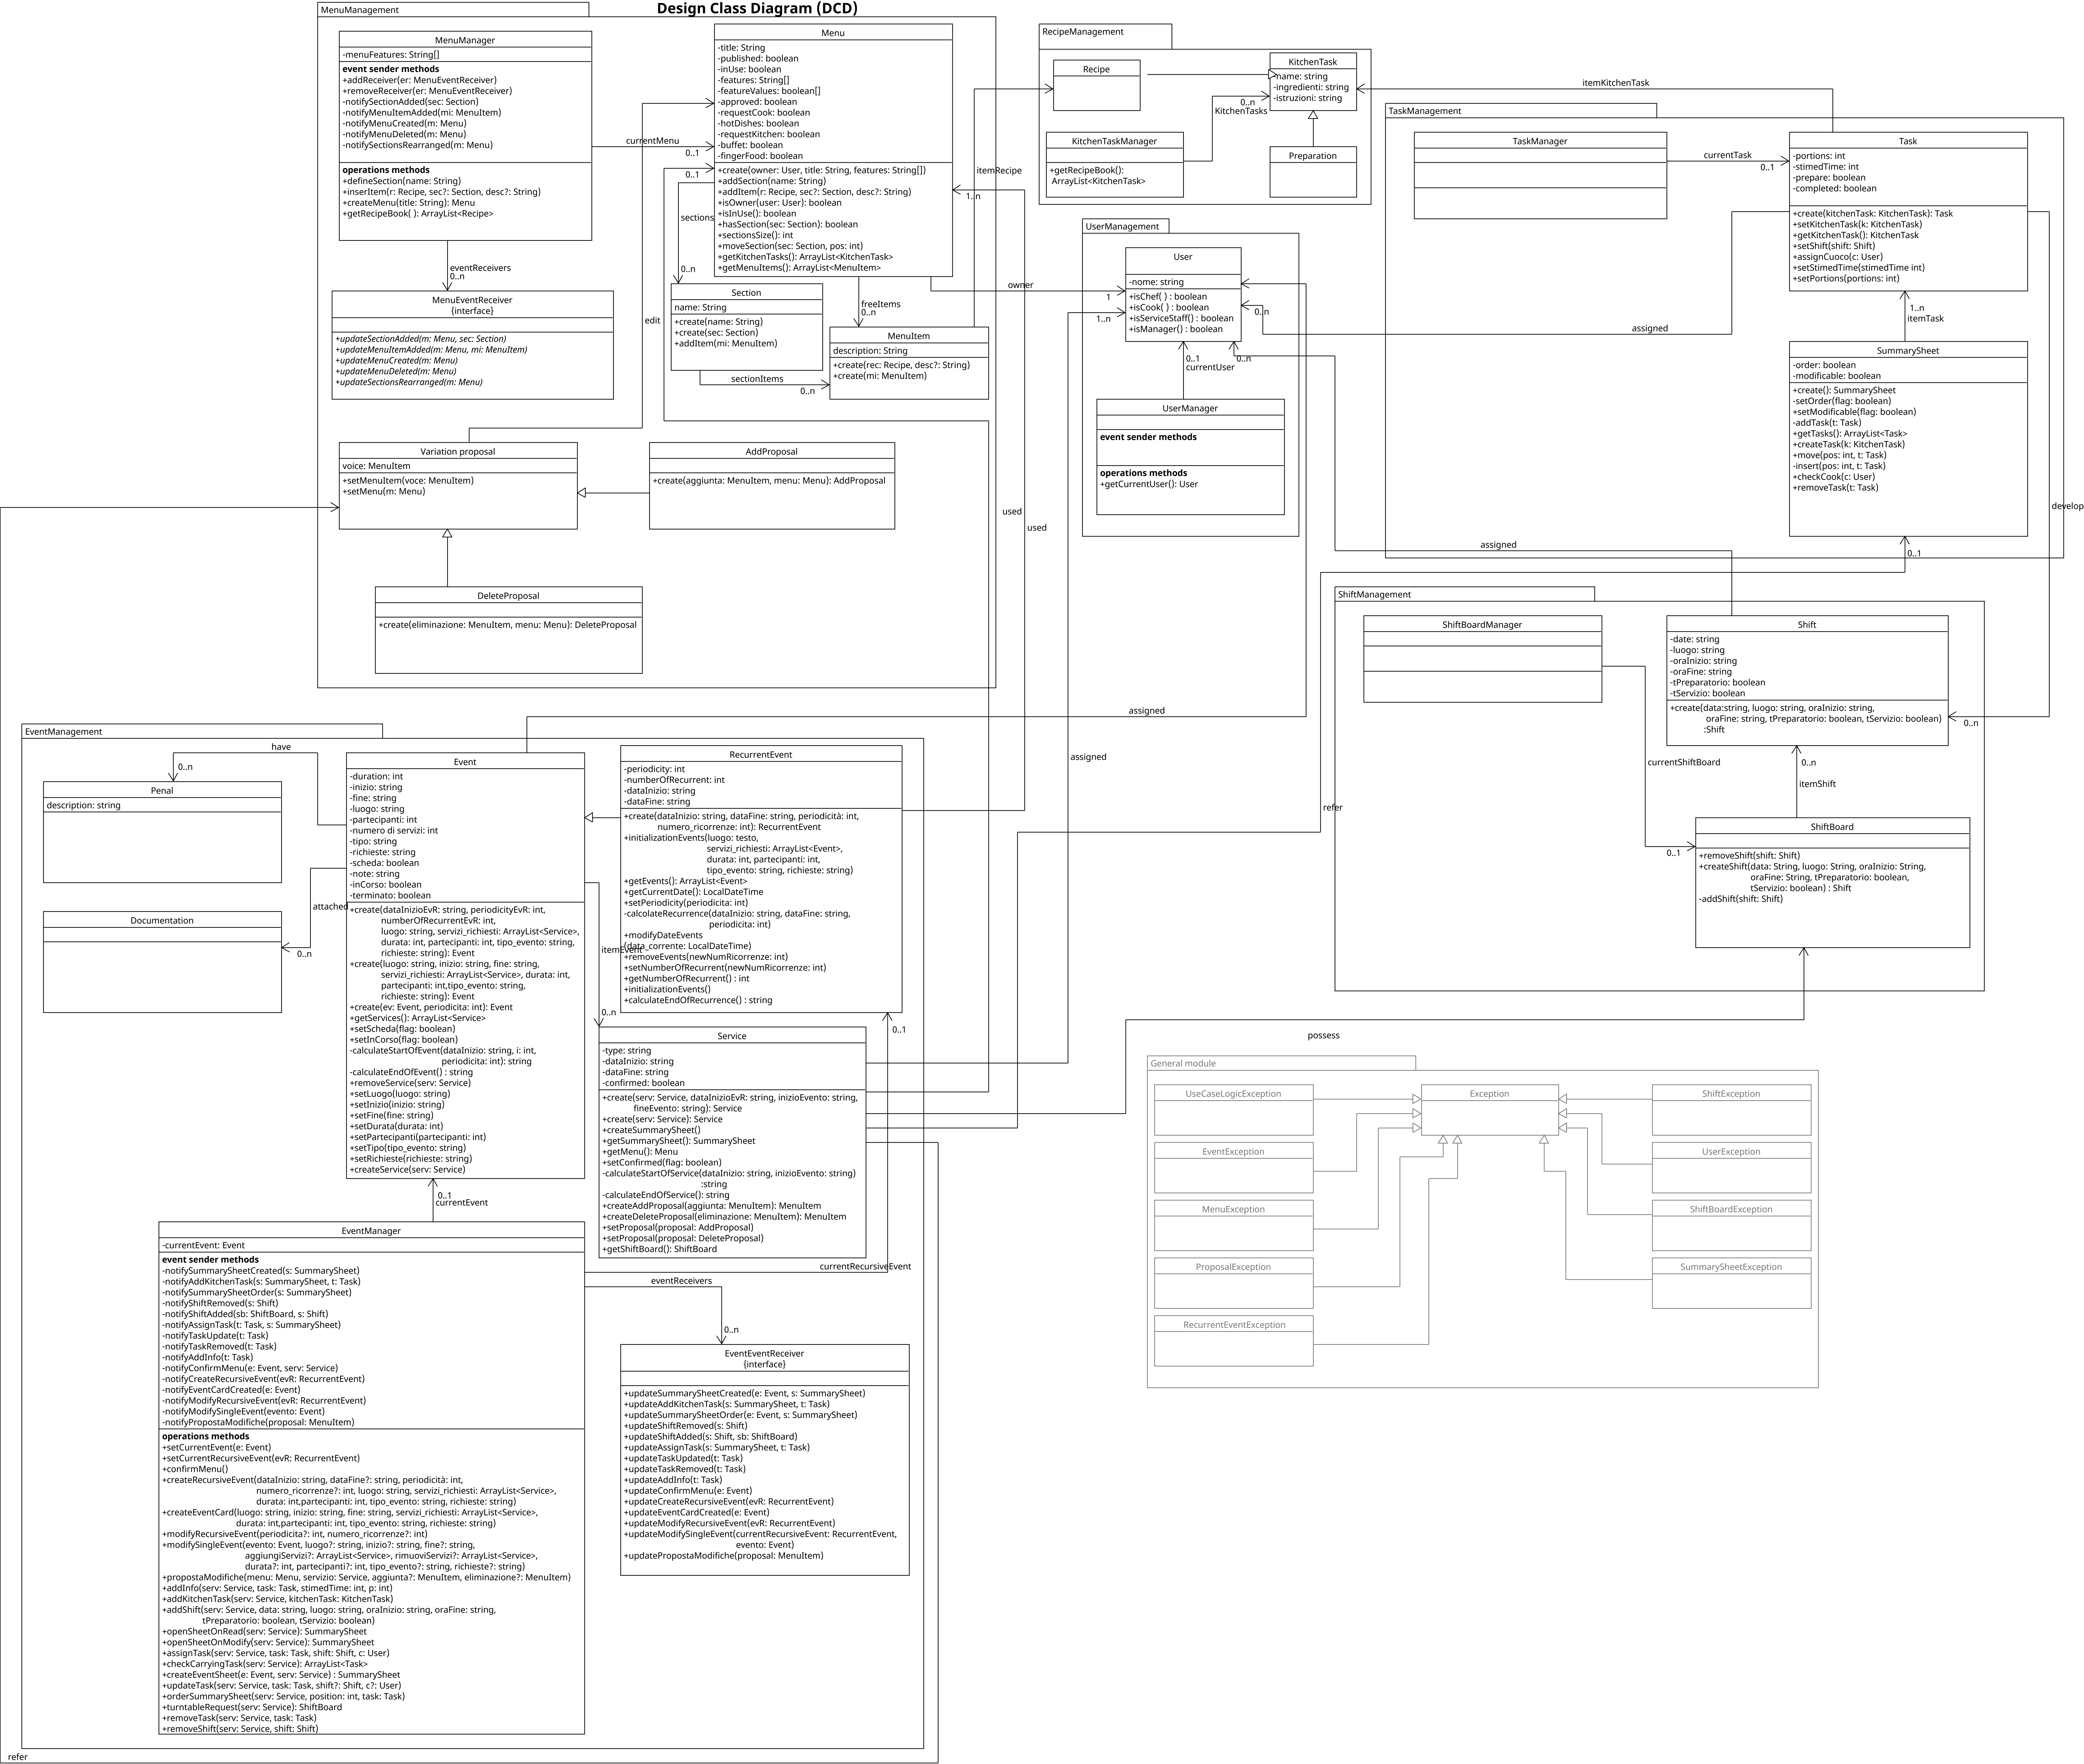 Design Class Diagram (DCD)
MenuManagement
MenuManager
-menuFeatures: String[]
event sender methods
+addReceiver(er: MenuEventReceiver)
+removeReceiver(er: MenuEventReceiver)
-notifySectionAdded(sec: Section)
-notifyMenuItemAdded(mi: MenuItem)
-notifyMenuCreated(m: Menu)
-notifyMenuDeleted(m: Menu)
-notifySectionsRearranged(m: Menu)
operations methods
+defineSection(name: String)
+inserItem(r: Recipe, sec?: Section, desc?: String)
+createMenu(title: String): Menu
+getRecipeBook( ): ArrayList<Recipe>
currentMenu
0..1
eventReceivers
0..n
MenuEventReceiver
{interface}
+updateSectionAdded(m: Menu, sec: Section)
+updateMenuItemAdded(m: Menu, mi: MenuItem)
+updateMenuCreated(m: Menu)
+updateMenuDeleted(m: Menu)
+updateSectionsRearranged(m: Menu)
Menu
-title: String
-published: boolean
-inUse: boolean
-features: String[]
-featureValues: boolean[]
-approved: boolean
-requestCook: boolean
-hotDishes: boolean
-requestKitchen: boolean
-buffet: boolean
-fingerFood: boolean
+create(owner: User, title: String, features: String[])
+addSection(name: String)
+addItem(r: Recipe, sec?: Section, desc?: String)
+isOwner(user: User): boolean
+isInUse(): boolean
+hasSection(sec: Section): boolean
+sectionsSize(): int
+moveSection(sec: Section, pos: int)
+getKitchenTasks(): ArrayList<KitchenTask>
+getMenuItems(): ArrayList<MenuItem>
0..1
sections
0..n
edit
Section
name: String
+create(name: String)
+create(sec: Section)
+addItem(mi: MenuItem)
freeItems
0..n
sectionItems
0..n
MenuItem
description: String
+create(rec: Recipe, desc?: String)
+create(mi: MenuItem)
itemRecipe
1..n
owner
1
Variation proposal
voice: MenuItem
+setMenuItem(voce: MenuItem)
+setMenu(m: Menu)
AddProposal
+create(aggiunta: MenuItem, menu: Menu): AddProposal
DeleteProposal
+create(eliminazione: MenuItem, menu: Menu): DeleteProposal
used
used
RecipeManagement
Recipe
KitchenTask
-name: string
-ingredienti: string
-istruzioni: string
0..n
KitchenTasks
KitchenTaskManager
+getRecipeBook():
ArrayList<KitchenTask>
Preparation
itemKitchenTask
UserManagement
User
-nome: string
+isChef( ) : boolean
+isCook( ) : boolean
+isServiceStaff() : boolean
+isManager() : boolean
1..n
0..n
0..1
currentUser
0..n
UserManager
event sender methods
operations methods
+getCurrentUser(): User
TaskManagement
TaskManager
currentTask
0..1
Task
-portions: int
-stimedTime: int
-prepare: boolean
-completed: boolean
+create(kitchenTask: KitchenTask): Task
+setKitchenTask(k: KitchenTask)
+getKitchenTask(): KitchenTask
+setShift(shift: Shift)
+assignCuoco(c: User)
+setStimedTime(stimedTime int)
+setPortions(portions: int)
1..n
itemTask
assigned
SummarySheet
-order: boolean
-modificable: boolean
+create(): SummarySheet
-setOrder(flag: boolean)
+setModificable(flag: boolean)
-addTask(t: Task)
+getTasks(): ArrayList<Task>
+createTask(k: KitchenTask)
+move(pos: int, t: Task)
-insert(pos: int, t: Task)
+checkCook(c: User)
+removeTask(t: Task)
develop
0..1
assigned
ShiftManagement
ShiftBoardManager
Shift
-date: string
-luogo: string
-oraInizio: string
-oraFine: string
-tPreparatorio: boolean
-tServizio: boolean
+create(data:string, luogo: string, oraInizio: string,
oraFine: string, tPreparatorio: boolean, tServizio: boolean)
:Shift
0..n
currentShiftBoard
0..1
0..n
itemShift
ShiftBoard
+removeShift(shift: Shift)
+createShift(data: String, luogo: String, oraInizio: String,
oraFine: String, tPreparatorio: boolean,
tServizio: boolean) : Shift
-addShift(shift: Shift)
assigned
assigned
refer
possess
EventManagement
have
0..n
Penal
description: string
attached
0..n
Documentation
Event
-duration: int
-inizio: string
-fine: string
-luogo: string
-partecipanti: int
-numero di servizi: int
-tipo: string
-richieste: string
-scheda: boolean
-note: string
-inCorso: boolean
-terminato: boolean
+create(dataInizioEvR: string, periodicityEvR: int,
numberOfRecurrentEvR: int,
luogo: string, servizi_richiesti: ArrayList<Service>,
durata: int, partecipanti: int, tipo_evento: string,
richieste: string): Event
+create(luogo: string, inizio: string, fine: string,
servizi_richiesti: ArrayList<Service>, durata: int,
partecipanti: int,tipo_evento: string,
richieste: string): Event
+create(ev: Event, periodicita: int): Event
+getServices(): ArrayList<Service>
+setScheda(flag: boolean)
+setInCorso(flag: boolean)
-calculateStartOfEvent(dataInizio: string, i: int,
periodicita: int): string
-calculateEndOfEvent() : string
+removeService(serv: Service)
+setLuogo(luogo: string)
+setInizio(inizio: string)
+setFine(fine: string)
+setDurata(durata: int)
+setPartecipanti(partecipanti: int)
+setTipo(tipo_evento: string)
+setRichieste(richieste: string)
+createService(serv: Service)
0..1
currentEvent
RecurrentEvent
-periodicity: int
-numberOfRecurrent: int
-dataInizio: string
-dataFine: string
+create(dataInizio: string, dataFine: string, periodicità: int,
numero_ricorrenze: int): RecurrentEvent
+initializationEvents(luogo: testo,
servizi_richiesti: ArrayList<Event>,
durata: int, partecipanti: int,
tipo_evento: string, richieste: string)
+getEvents(): ArrayList<Event>
+getCurrentDate(): LocalDateTime
+setPeriodicity(periodicita: int)
-calcolateRecurrence(dataInizio: string, dataFine: string,
periodicita: int)
+modifyDateEvents
(data_corrente: LocalDateTime)
+removeEvents(newNumRicorrenze: int)
+setNumberOfRecurrent(newNumRicorrenze: int)
+getNumberOfRecurrent() : int
+initializationEvents()
+calculateEndOfRecurrence() : string
itemEvent
0..n
0..1
Service
-type: string
-dataInizio: string
-dataFine: string
-confirmed: boolean
+create(serv: Service, dataInizioEvR: string, inizioEvento: string,
fineEvento: string): Service
+create(serv: Service): Service
+createSummarySheet()
+getSummarySheet(): SummarySheet
+getMenu(): Menu
+setConfirmed(flag: boolean)
-calculateStartOfService(dataInizio: string, inizioEvento: string)
:string
-calculateEndOfService(): string
+createAddProposal(aggiunta: MenuItem): MenuItem
+createDeleteProposal(eliminazione: MenuItem): MenuItem
+setProposal(proposal: AddProposal)
+setProposal(proposal: DeleteProposal)
+getShiftBoard(): ShiftBoard
currentRecursiveEvent
eventReceivers
0..n
EventManager
-currentEvent: Event
event sender methods
-notifySummarySheetCreated(s: SummarySheet)
-notifyAddKitchenTask(s: SummarySheet, t: Task)
-notifySummarySheetOrder(s: SummarySheet)
-notifyShiftRemoved(s: Shift)
-notifyShiftAdded(sb: ShiftBoard, s: Shift)
-notifyAssignTask(t: Task, s: SummarySheet)
-notifyTaskUpdate(t: Task)
-notifyTaskRemoved(t: Task)
-notifyAddInfo(t: Task)
-notifyConfirmMenu(e: Event, serv: Service)
-notifyCreateRecursiveEvent(evR: RecurrentEvent)
-notifyEventCardCreated(e: Event)
-notifyModifyRecursiveEvent(evR: RecurrentEvent)
-notifyModifySingleEvent(evento: Event)
-notifyPropostaModifiche(proposal: MenuItem)
operations methods
+setCurrentEvent(e: Event)
+setCurrentRecursiveEvent(evR: RecurrentEvent)
+confirmMenu()
+createRecursiveEvent(dataInizio: string, dataFine?: string, periodicità: int,
numero_ricorrenze?: int, luogo: string, servizi_richiesti: ArrayList<Service>,
durata: int,partecipanti: int, tipo_evento: string, richieste: string)
+createEventCard(luogo: string, inizio: string, fine: string, servizi_richiesti: ArrayList<Service>,
durata: int,partecipanti: int, tipo_evento: string, richieste: string)
+modifyRecursiveEvent(periodicita?: int, numero_ricorrenze?: int)
+modifySingleEvent(evento: Event, luogo?: string, inizio?: string, fine?: string,
aggiungiServizi?: ArrayList<Service>, rimuoviServizi?: ArrayList<Service>,
durata?: int, partecipanti?: int, tipo_evento?: string, richieste?: string)
+propostaModifiche(menu: Menu, servizio: Service, aggiunta?: MenuItem, eliminazione?: MenuItem)
+addInfo(serv: Service, task: Task, stimedTime: int, p: int)
+addKitchenTask(serv: Service, kitchenTask: KitchenTask)
+addShift(serv: Service, data: string, luogo: string, oraInizio: string, oraFine: string,
tPreparatorio: boolean, tServizio: boolean)
+openSheetOnRead(serv: Service): SummarySheet
+openSheetOnModify(serv: Service): SummarySheet
+assignTask(serv: Service, task: Task, shift: Shift, c: User)
+checkCarryingTask(serv: Service): ArrayList<Task>
+createEventSheet(e: Event, serv: Service) : SummarySheet
+updateTask(serv: Service, task: Task, shift?: Shift, c?: User)
+orderSummarySheet(serv: Service, position: int, task: Task)
+turntableRequest(serv: Service): ShiftBoard
+removeTask(serv: Service, task: Task)
+removeShift(serv: Service, shift: Shift)
EventEventReceiver
{interface}
+updateSummarySheetCreated(e: Event, s: SummarySheet)
+updateAddKitchenTask(s: SummarySheet, t: Task)
+updateSummarySheetOrder(e: Event, s: SummarySheet)
+updateShiftRemoved(s: Shift)
+updateShiftAdded(s: Shift, sb: ShiftBoard)
+updateAssignTask(s: SummarySheet, t: Task)
+updateTaskUpdated(t: Task)
+updateTaskRemoved(t: Task)
+updateAddInfo(t: Task)
+updateConfirmMenu(e: Event)
+updateCreateRecursiveEvent(evR: RecurrentEvent)
+updateEventCardCreated(e: Event)
+updateModifyRecursiveEvent(evR: RecurrentEvent)
+updateModifySingleEvent(currentRecursiveEvent: RecurrentEvent,
evento: Event)
+updatePropostaModifiche(proposal: MenuItem)
refer
General module
UseCaseLogicException
Exception
ShiftException
EventException
UserException
MenuException
ShiftBoardException
ProposalException
SummarySheetException
RecurrentEventException